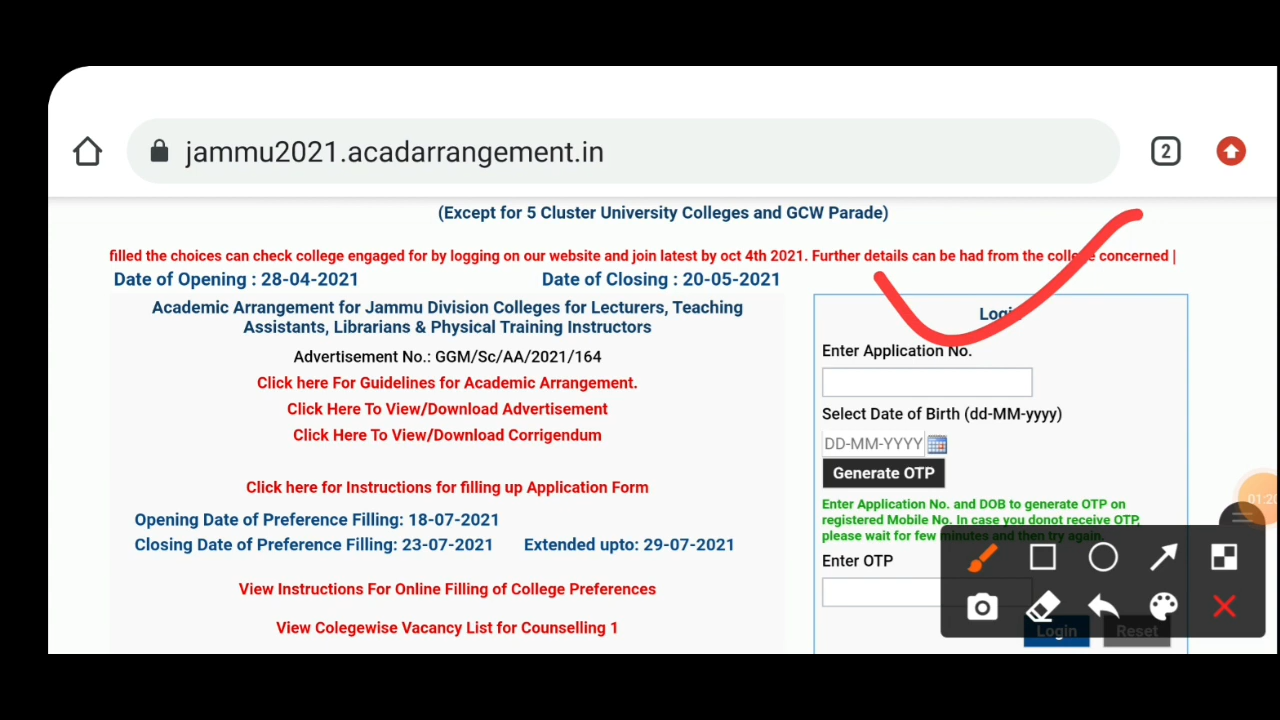 jammu2021.acadarrangement.in
2
(Except for 5 Cluster University Colleges and GCW Parade)
filled the choices can check college engaged for by logging on our website and join latest by oct 4th 2021. Further details can be had from the college concerned |
Date of Opening : 28-04-2021 Date of Closing : 20-05-2021
Academic Arrangement for Jammu Division Colleges for Lecturers, Teaching
Assistants, Librarians & Physical Training Instructors
Advertisement No.: GGM/Sc/AA/2021/164
Click here For Guidelines for Academic Arrangement.
Click Here To View/Download Advertisement
Click Here To View/Download Corrigendum
Click here for Instructions for filling up Application Form
Opening Date of Preference Filling: 18-07-2021
Closing Date of Preference Filling: 23-07-2021 Extended upto: 29-07-2021
View Instructions For Online Filling of College Preferences
View Colegewise Vacancy List for Counselling 1
Login
Enter Application No.
Select Date of Birth (dd-MM-yyyy)
DD-MM-YYYY
Generate OTP
Enter Application No. and DOB to generate OTP on
registered Mobile No. In case you donot receive OTP,
please wait for few minutes and then try again.
Enter OTP
Login Reset